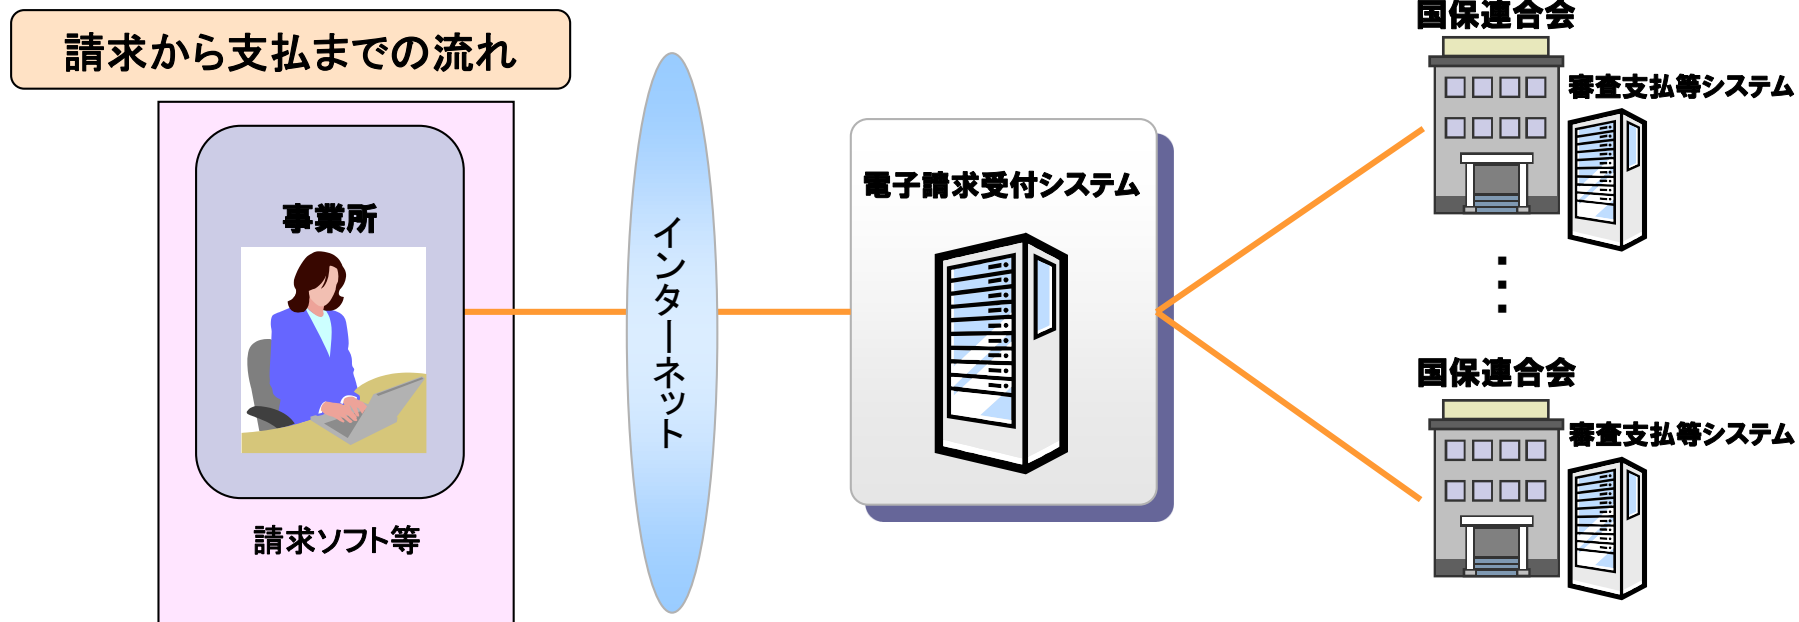 請求から支払までの流れ
事業所
請求ソフト等
インターネット
電子請求受付システム
国保連合会
審査支払等システム
国保連合会
審査支払等システム